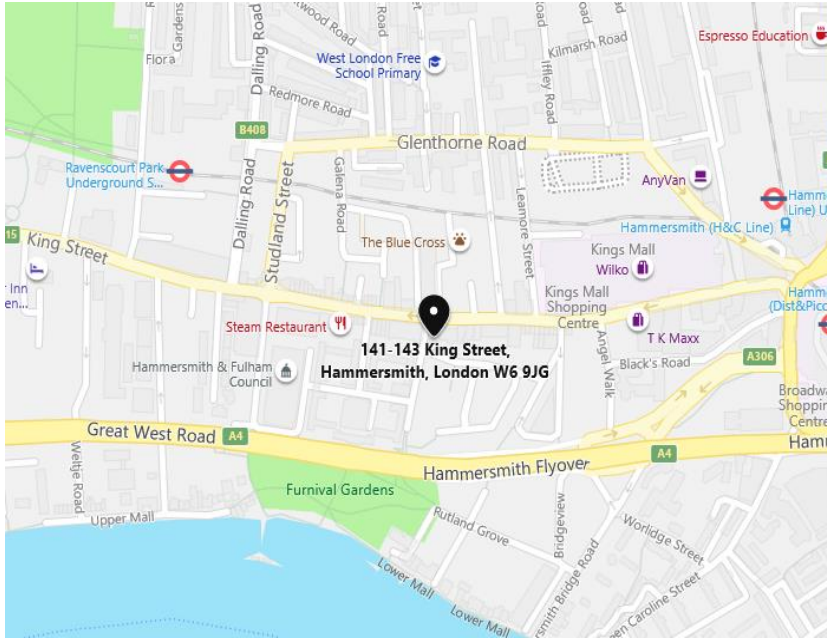 Dalling Road
Flora Gardens
West London Free
School Primary
Kilmarsh Road
Iffley Road
Espresso Education
Redmore Road
B408
Glenthorne Road
Ravenscourt Park
Underground S...
Dalling Road
Studland Street
Galena Road
Leamore Street
AnyVan
Hammersmith (H&C Line)
The Blue Cross
Kings Mall
Wilko
15
King Street
Kings Mall
Shopping
Centre
T K Maxx
Steam Restaurant
141-143 King Street,
Hammersmith, London W6 9JG
Angel Walk
Black's Road
A306
Hammersmith & Fulham
Council
Great West Road
A4
Hammersmith Flyover
A4
Weltje Road
Furnival Gardens
Upper Mall
Rutland Grove
Bridgeview
Worlidge Street
Lower Mall
Lower Mall